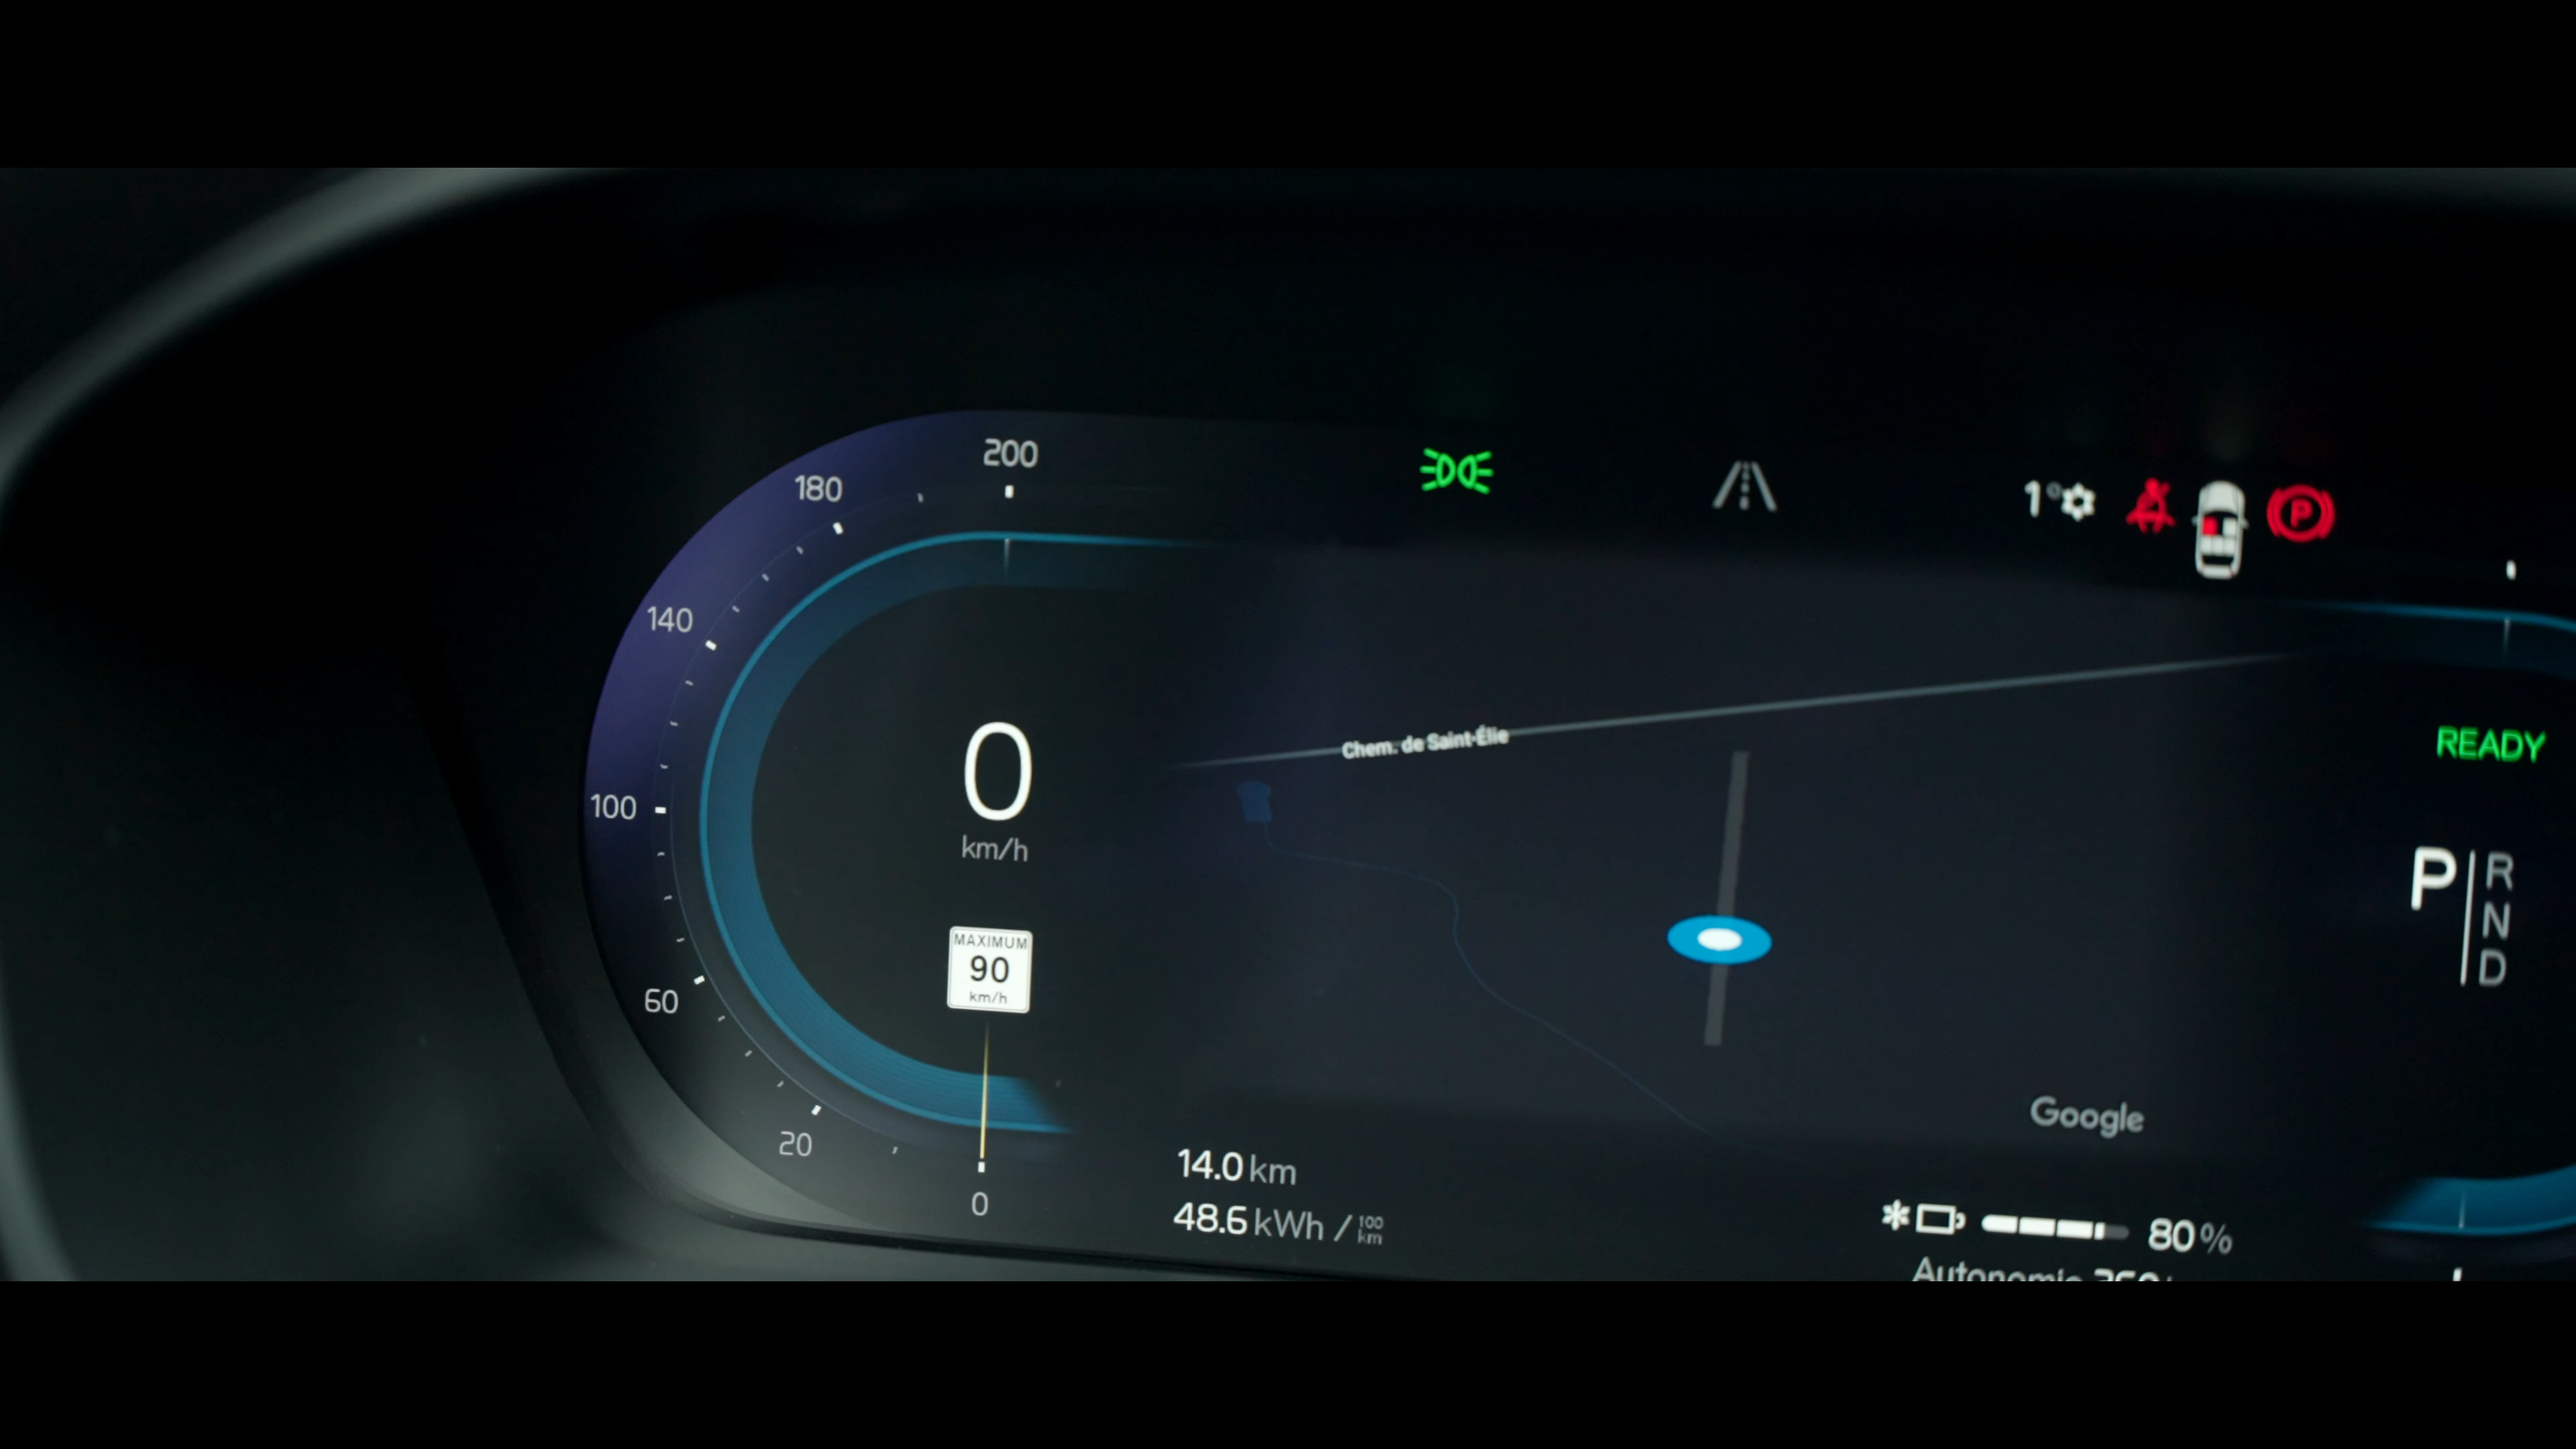 200
180
140
100
60
20
0
1°
P
Chem. de Saint-Élie
0
km/h
MAXIMUM
90
km/h
READY
P R
N
D
Google
14.0 km
48.6 kWh / 100 km
80 %
Autonomie